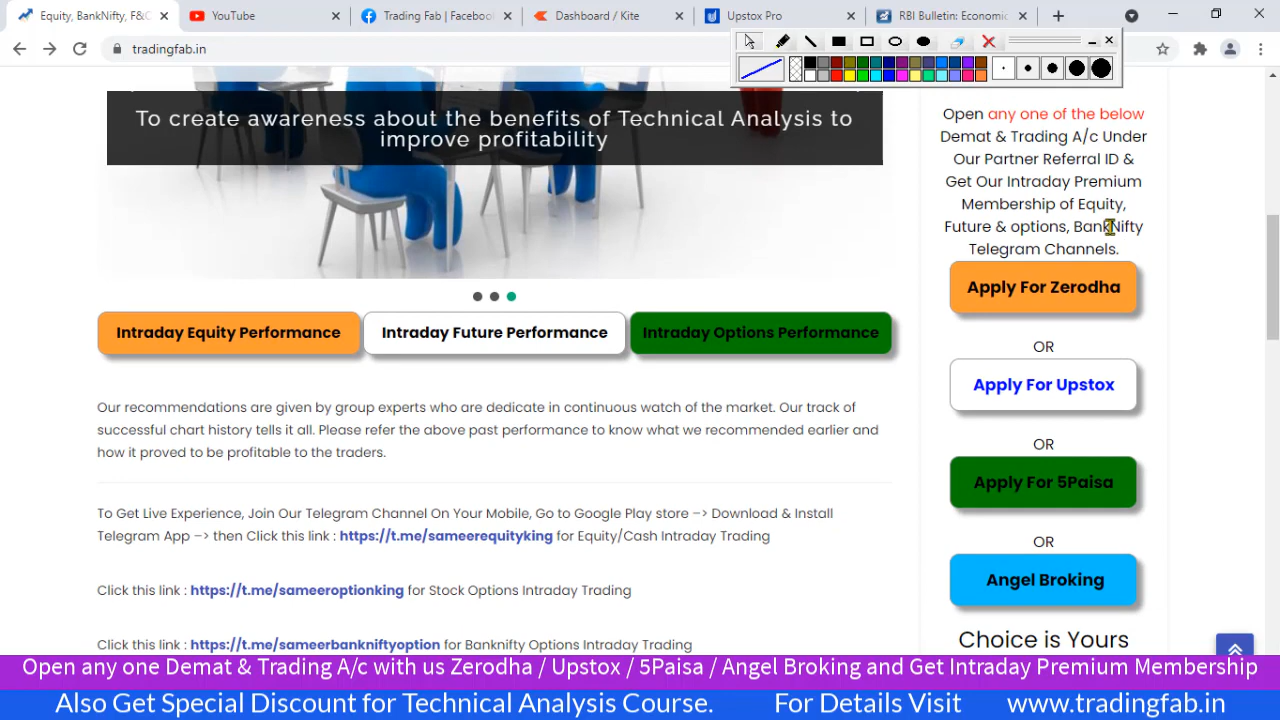 Equity, BankNifty, F&O
YouTube
Trading Fab | Facebook
Dashboard / Kite
Upstox Pro
RBI Bulletin: Economic
tradingfab.in
To create awareness about the benefits of Technical Analysis to
improve profitability
Intraday Equity Performance
Intraday Future Performance
Intraday Options Performance
Our recommendations are given by group experts who are dedicate in continuous watch of the market. Our track of
successful chart history tells it all. Please refer the above past performance to know what we recommended earlier and
how it proved to be profitable to the traders.
To Get Live Experience, Join Our Telegram Channel On Your Mobile, Go to Google Play store –> Download & Install
Telegram App –> then Click this link : https://t.me/sameerequityking for Equity/Cash Intraday Trading
Click this link : https://t.me/sameeroptionking for Stock Options Intraday Trading
Click this link : https://t.me/sameerbankniftyoption for Banknifty Options Intraday Trading
Open any one of the below
Demat & Trading A/c Under
Our Partner Referral ID &
Get Our Intraday Premium
Membership of Equity,
Future & options, BankNifty
Telegram Channels.
Apply For Zerodha
OR
Apply For Upstox
OR
Apply For 5Paisa
OR
Angel Broking
Choice is Yours
Open any one Demat & Trading A/c with us Zerodha / Upstox / 5Paisa / Angel Broking and Get Intraday Premium Membership
Also Get Special Discount for Technical Analysis Course. For Details Visit www.tradingfab.in